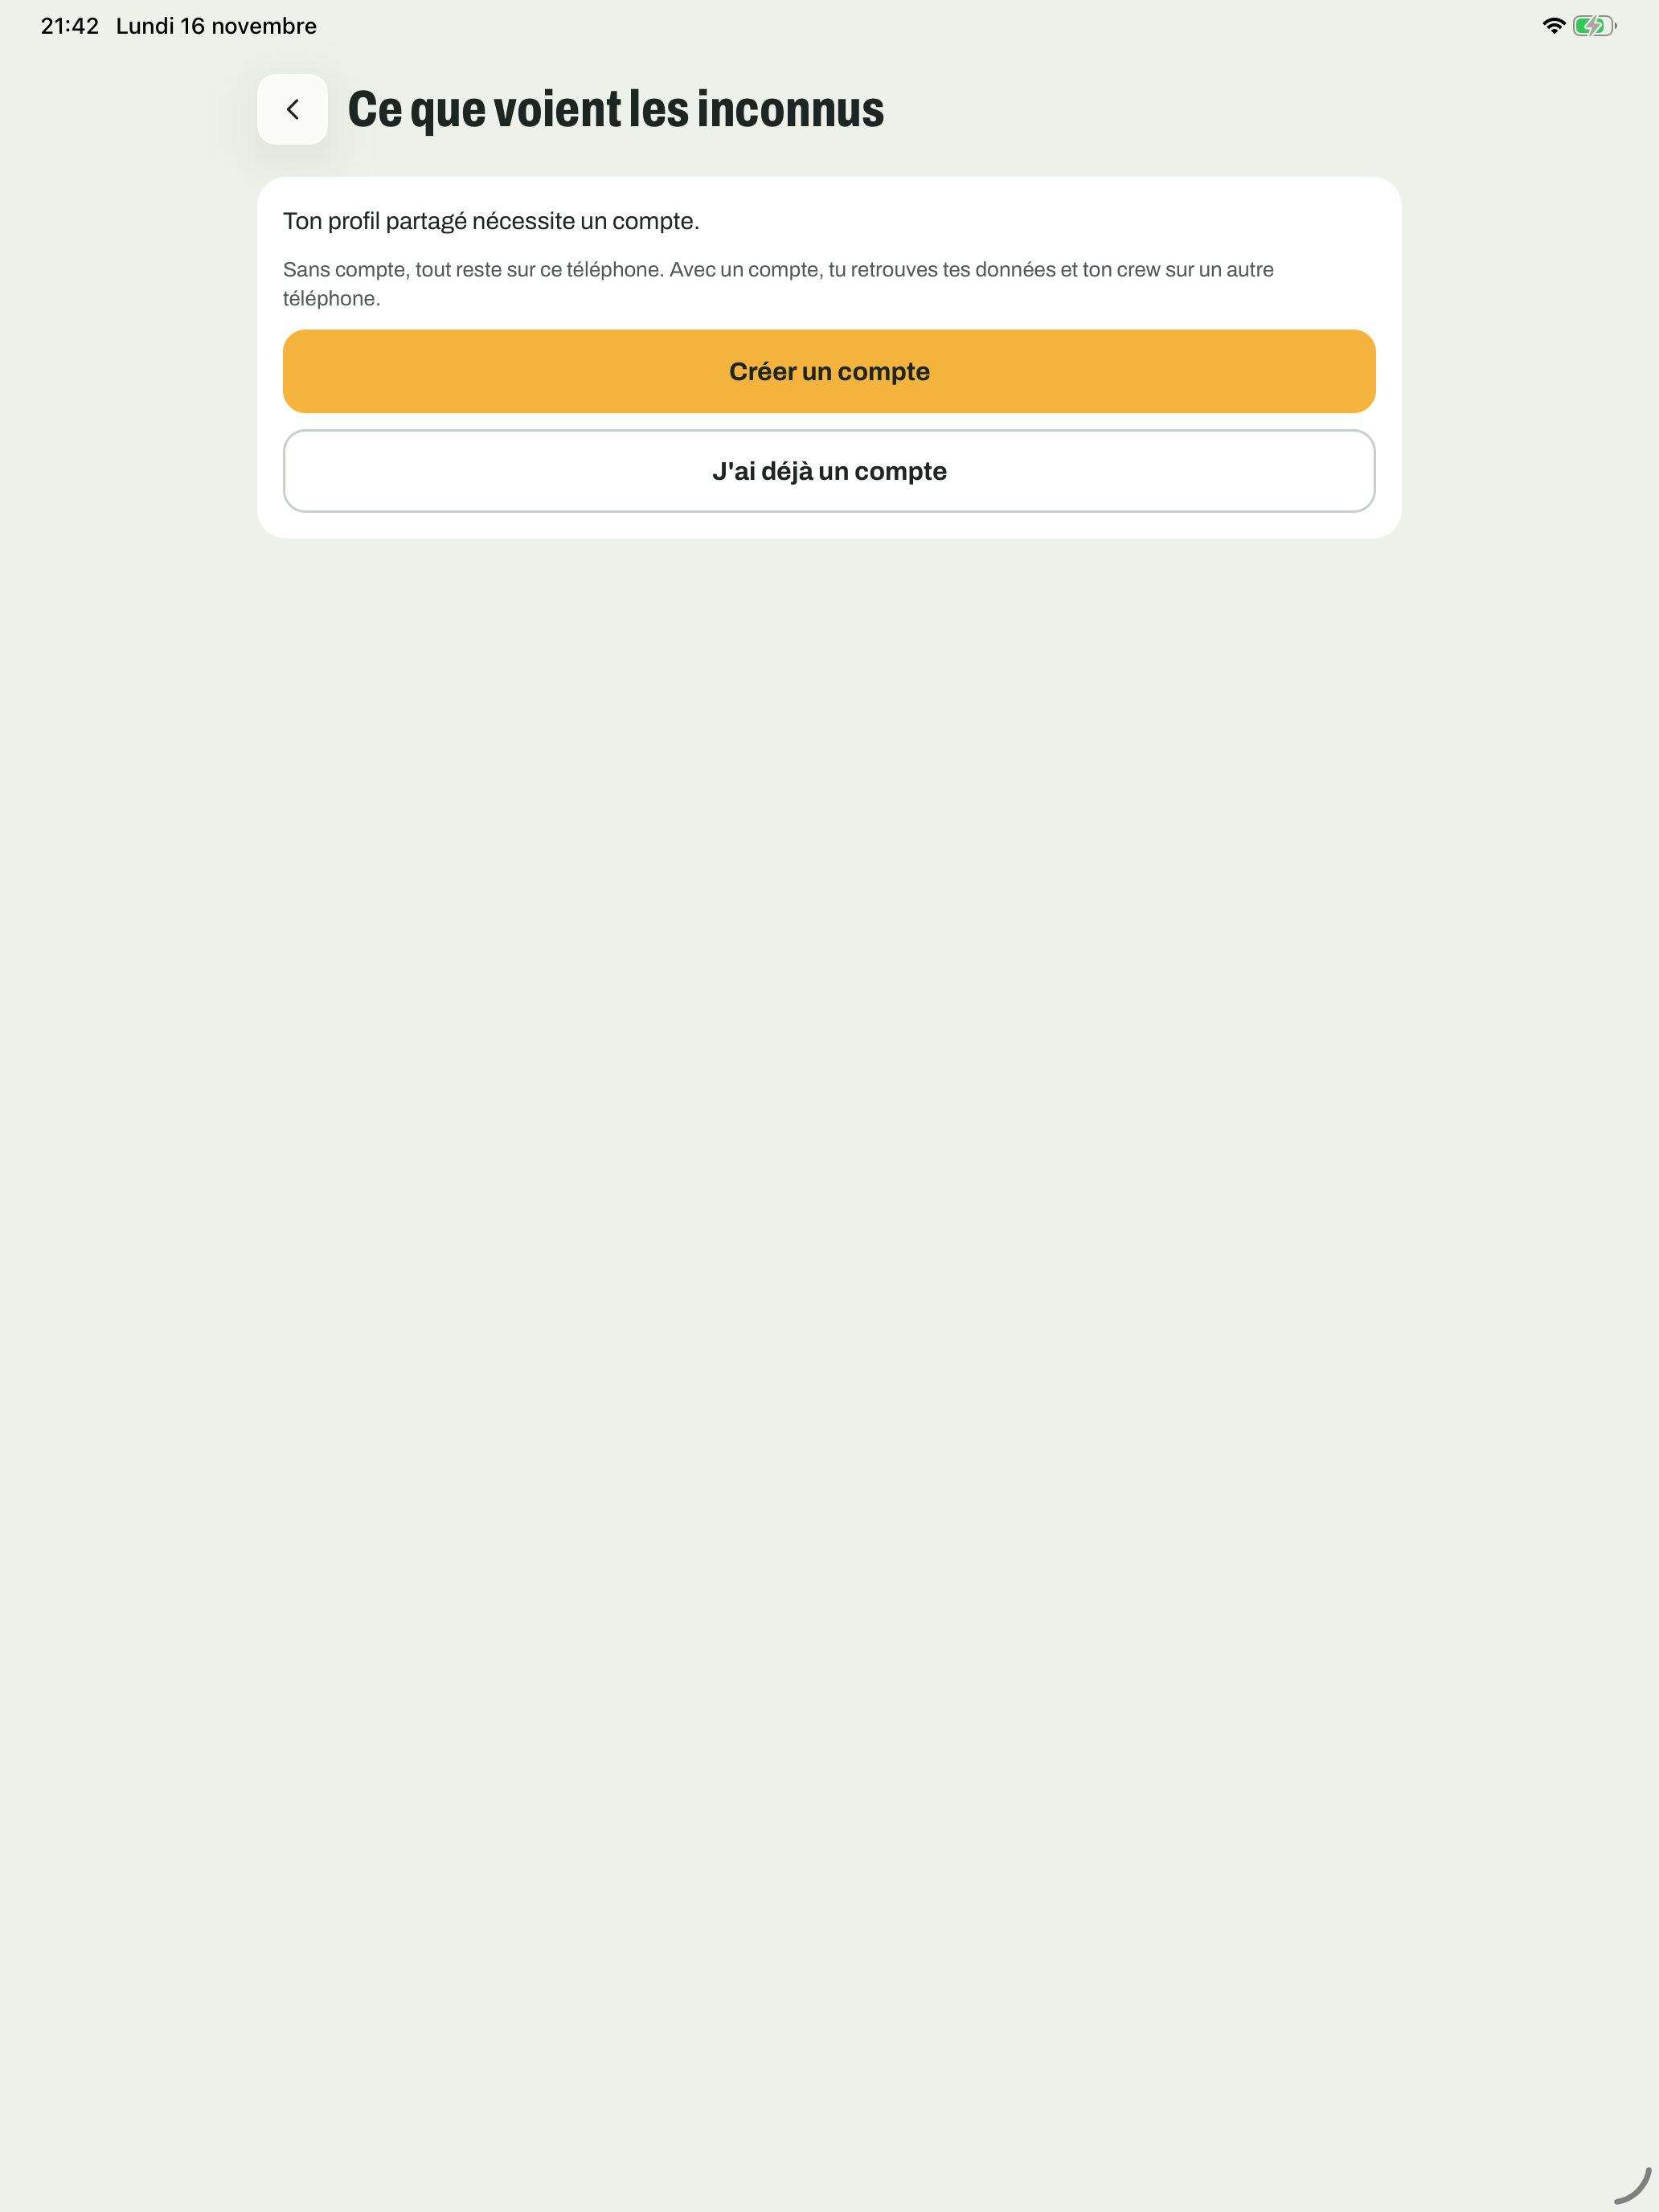 21:42 Lundi 16 novembre
Ce que voient les inconnus
Ton profil partagé nécessite un compte.
Sans compte, tout reste sur ce téléphone. Avec un compte, tu retrouves tes données et ton crew sur un autre
téléphone.
Créer un compte
J'ai déjà un compte